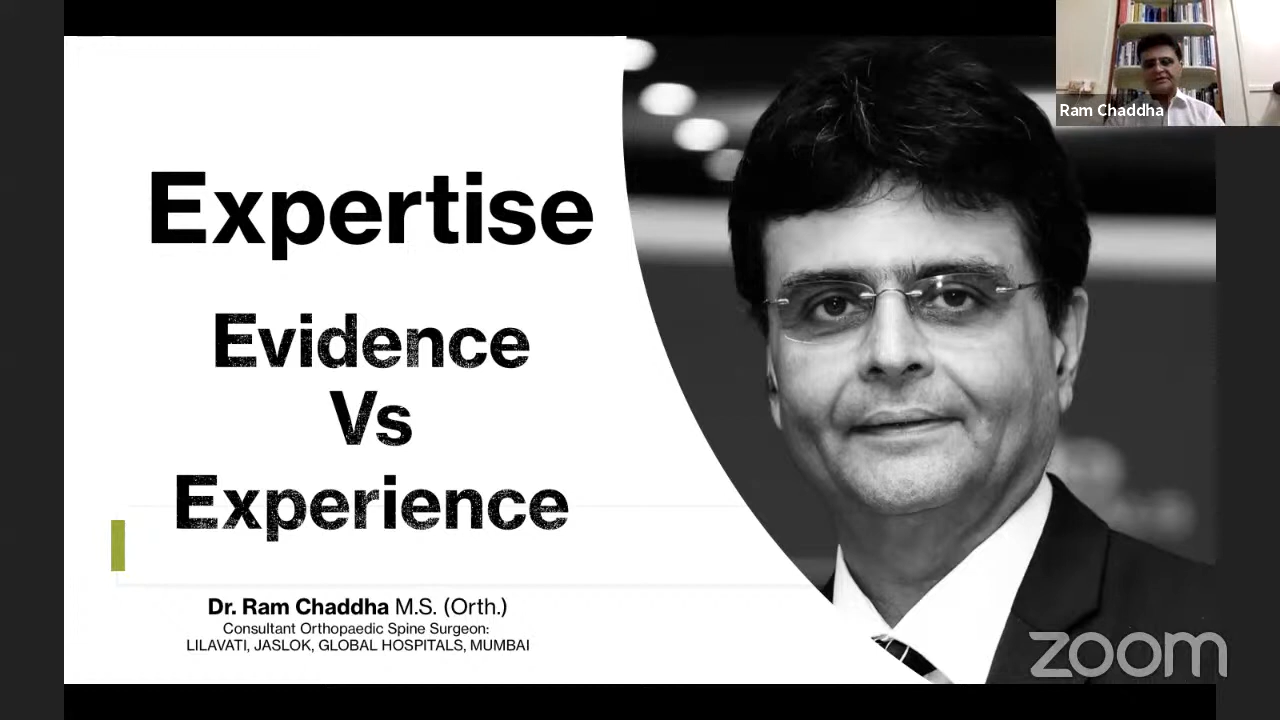 Expertise
Evidence
Vs
Experience
Dr. Ram Chaddha M.S. (Orth.)
Consultant Orthopaedic Spine Surgeon:
LILAVATI, JASLOK, GLOBAL HOSPITALS, MUMBAI
Ram Chaddha
zoom